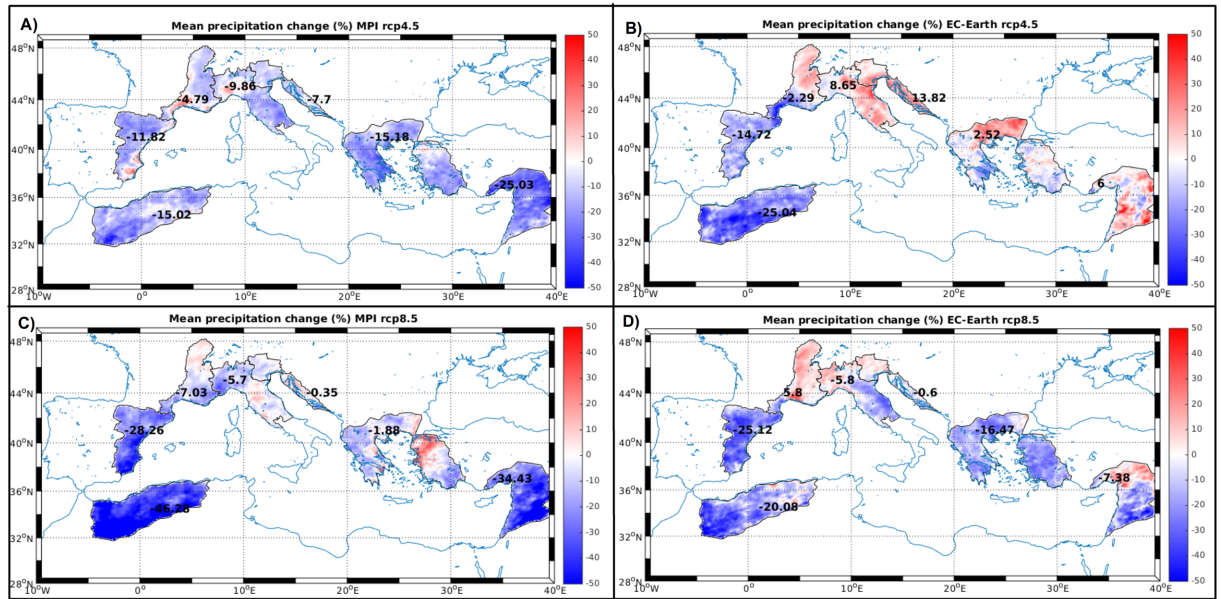 A)
Mean precipitation change (%) MPI rcp4.5
48°N
44°N
40°N
36°N
32°N
28°N
10°W
0°
10°E
20°E
30°E
40°E
-4.79
-9.86
-7.7
-11.82
-15.18
-25.03
-15.02
50
40
30
20
10
0
-10
-20
-30
-40
-50
B)
Mean precipitation change (%) EC-Earth rcp4.5
48°N
44°N
40°N
36°N
32°N
28°N
10°W
0°
10°E
20°E
30°E
40°E
-2.29
8.65
13.82
-14.72
2.52
6
-25.04
50
40
30
20
10
0
-10
-20
-30
-40
-50
C)
Mean precipitation change (%) MPI rcp8.5
48°N
44°N
40°N
36°N
32°N
28°N
10°W
0°
10°E
20°E
30°E
40°E
-7.03
-5.7
-0.35
-28.26
-1.88
-34.43
-46.28
50
40
30
20
10
0
-10
-20
-30
-40
-50
D)
Mean precipitation change (%) EC-Earth rcp8.5
48°N
44°N
40°N
36°N
32°N
28°N
10°W
0°
10°E
20°E
30°E
40°E
5.8
-5.8
-0.6
-25.12
-16.47
-7.38
-20.08
50
40
30
20
10
0
-10
-20
-30
-40
-50